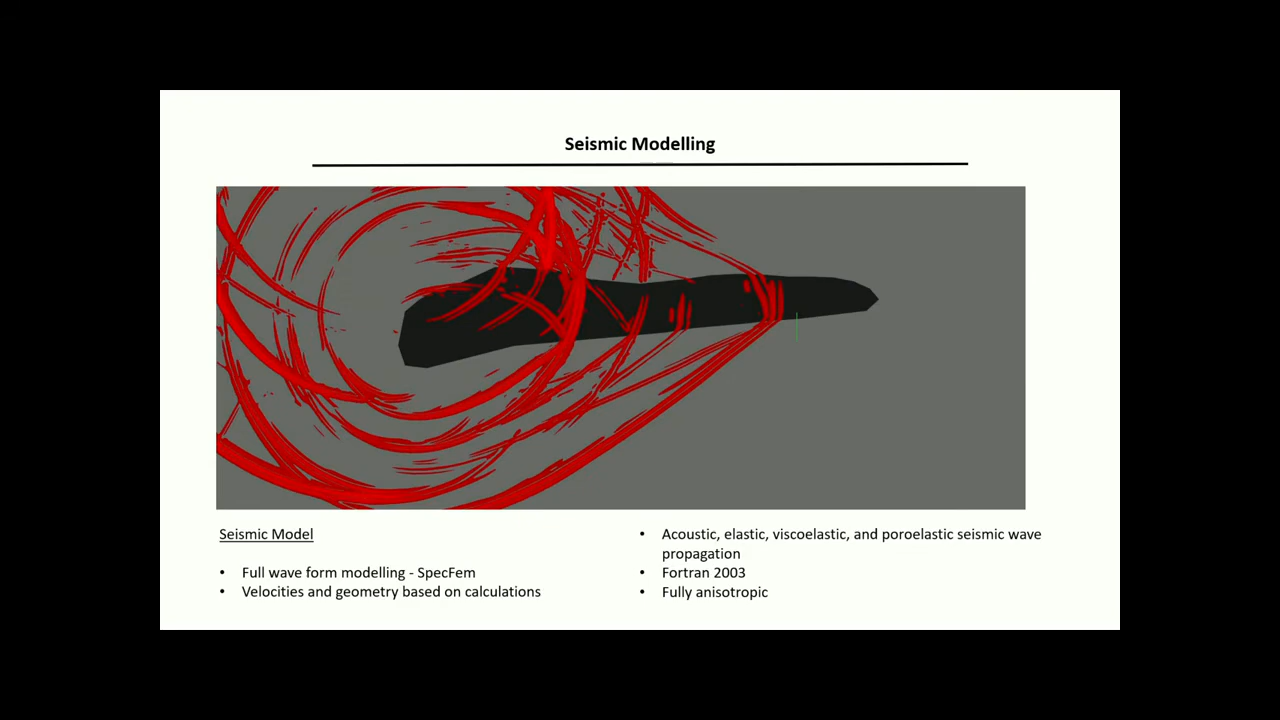 Seismic Modelling
Seismic Model
• Full wave form modelling - SpecFem
• Velocities and geometry based on calculations
• Acoustic, elastic, viscoelastic, and poroelastic seismic wave
propagation
• Fortran 2003
• Fully anisotropic